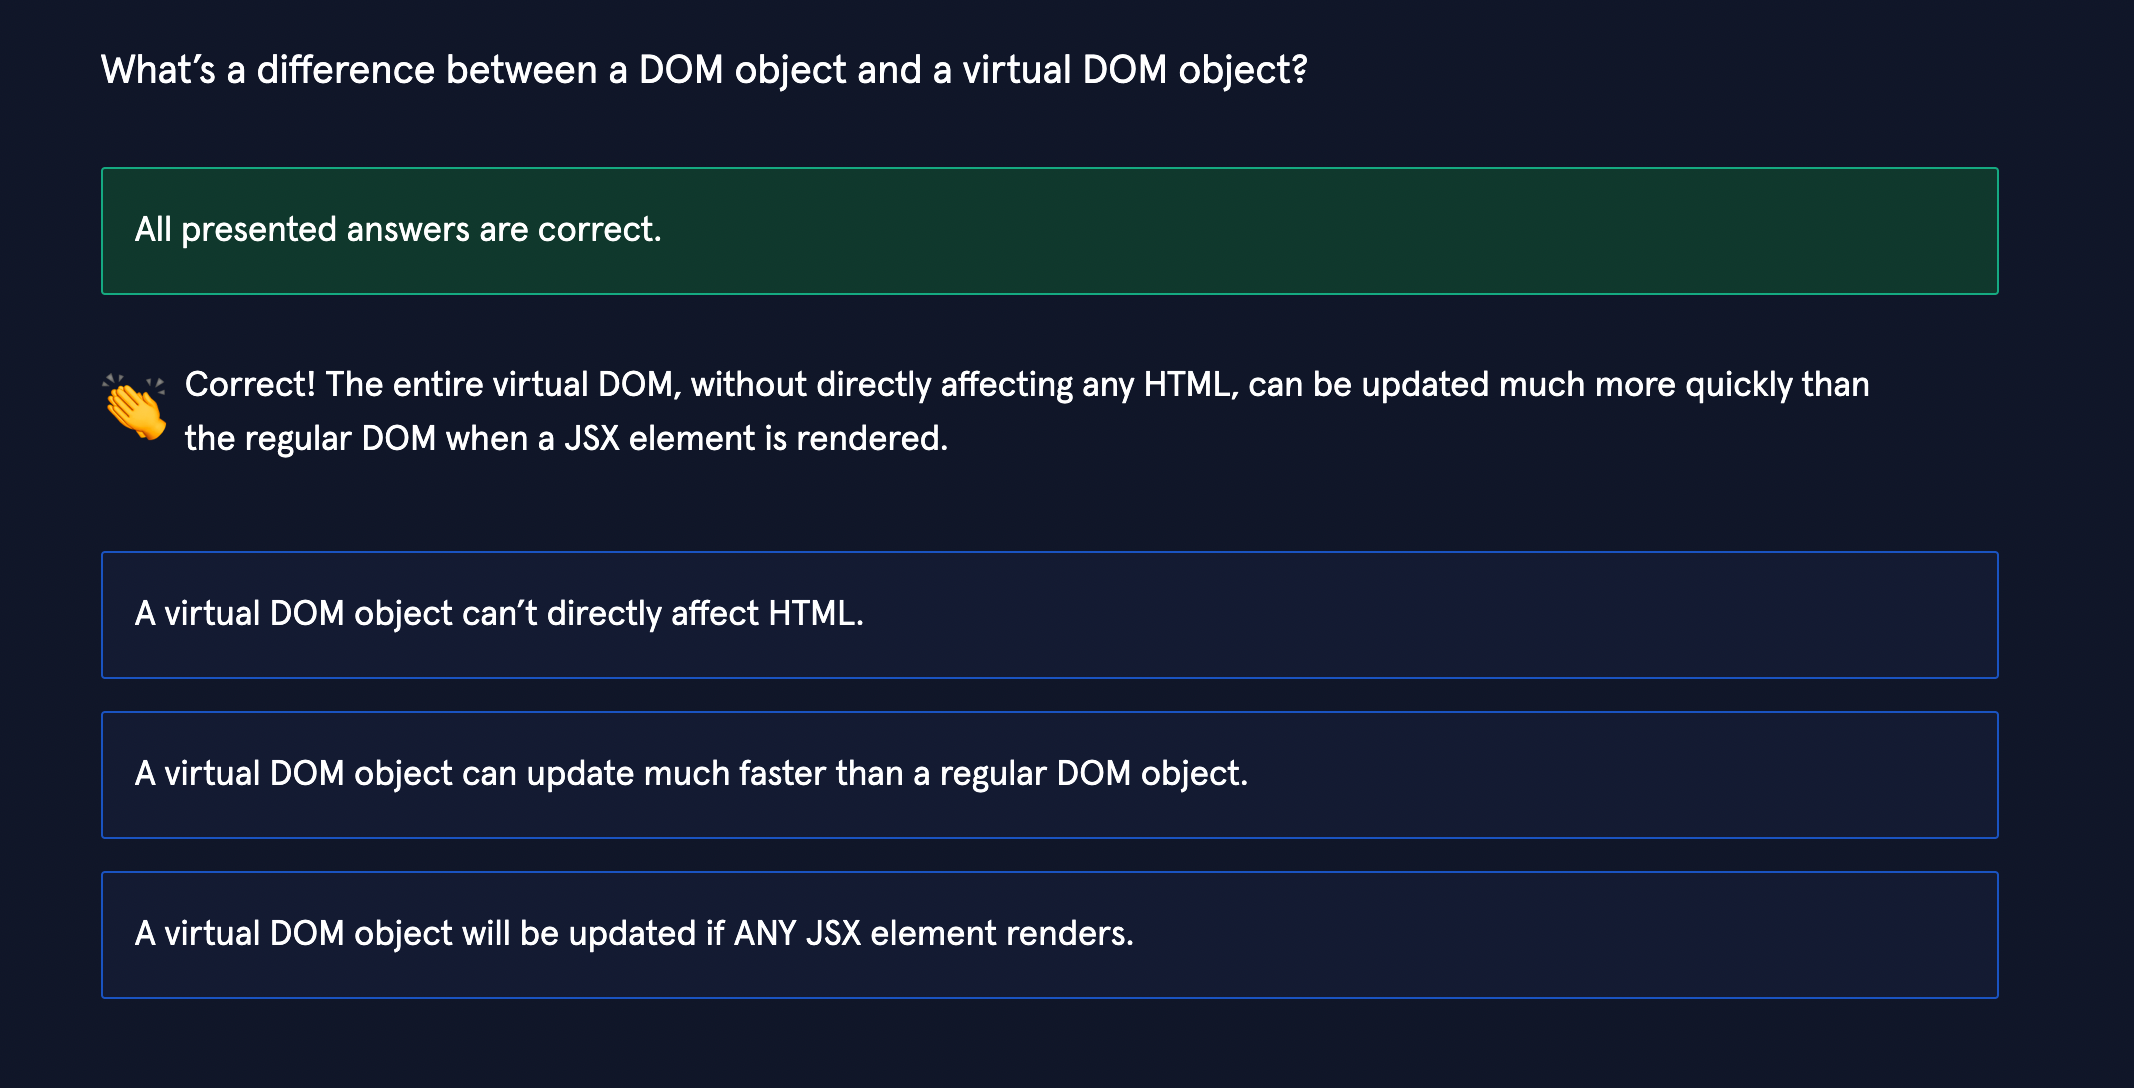 What’s a difference between a DOM object and a virtual DOM object?
All presented answers are correct.
Correct! The entire virtual DOM, without directly affecting any HTML, can be updated much more quickly than
the regular DOM when a JSX element is rendered.
A virtual DOM object can’t directly affect HTML.
A virtual DOM object can update much faster than a regular DOM object.
A virtual DOM object will be updated if ANY JSX element renders.